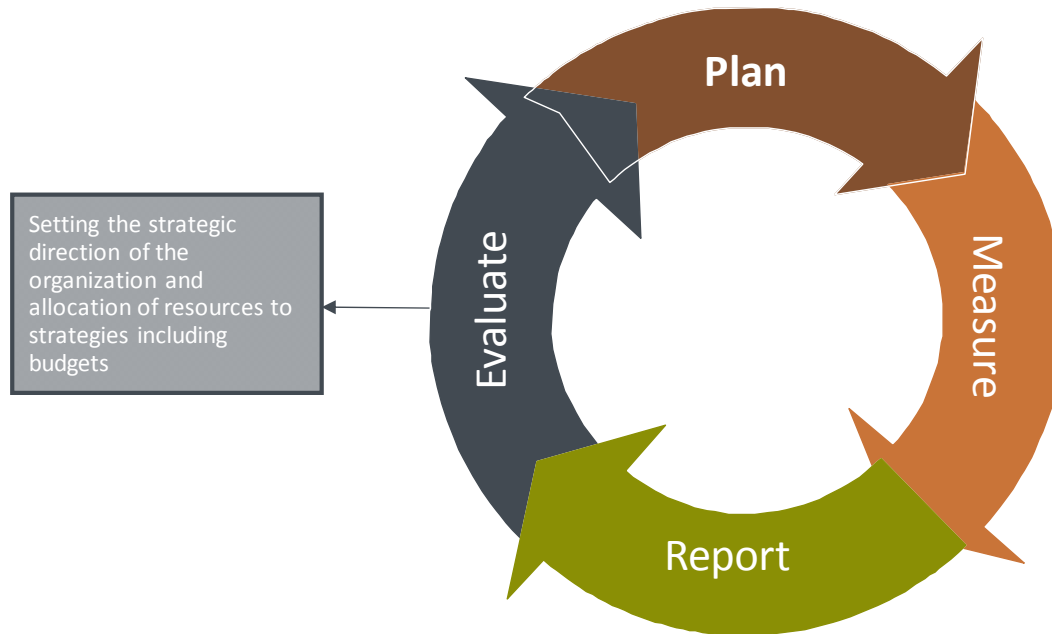 Plan
Setting the strategic
direction of the
organization and
allocation of resources to
strategies including
budgets
Evaluate
Measure
Report